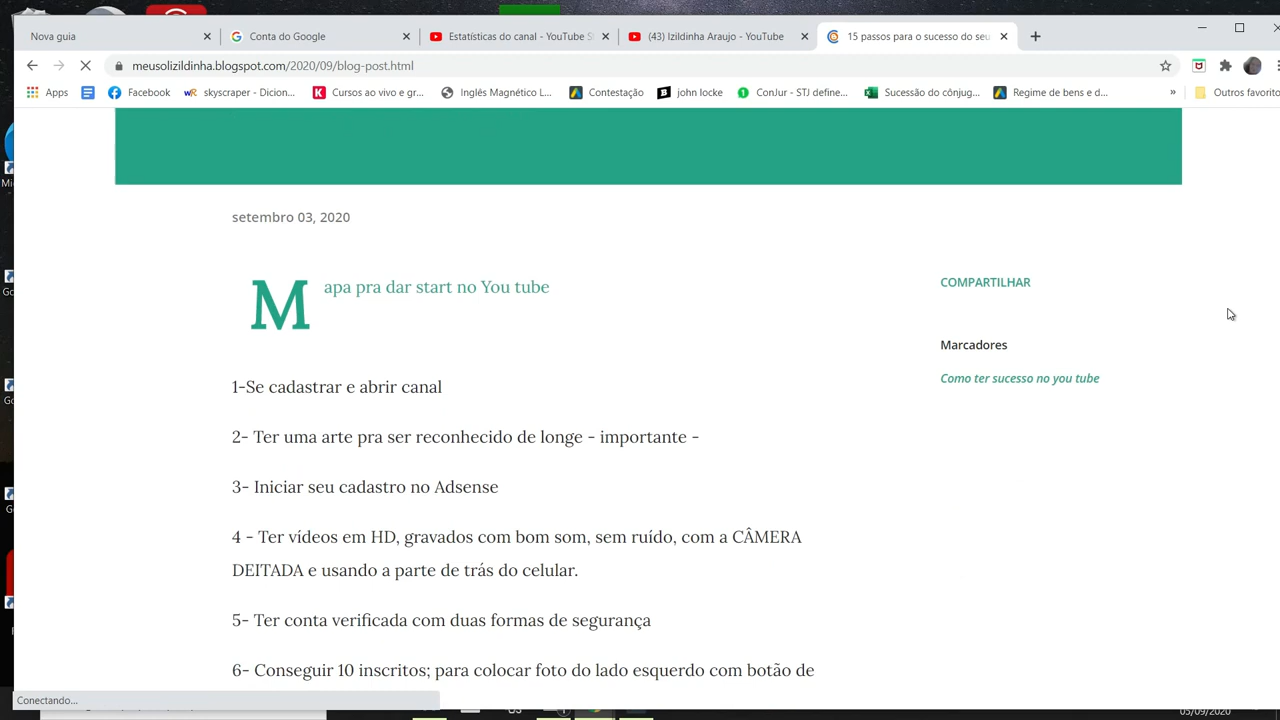 Nova guia
Conta do Google
Estatísticas do canal - YouTube S
(43) Izildinha Araujo - YouTube
15 passos para o sucesso do seu
meusolizildinha.blogspot.com/2020/09/blog-post.html
Apps
Facebook
skyscraper - Dicion...
Cursos ao vivo e gr...
Inglês Magnético L...
Contestação
john locke
ConJur - STJ define...
Sucessão do cônjug...
Regime de bens e d...
»
Outros favorito
setembro 03, 2020
Mapa pra dar start no You tube
COMPARTILHAR
Marcadores
Como ter sucesso no you tube
1-Se cadastrar e abrir canal
2- Ter uma arte pra ser reconhecido de longe - importante -
3- Iniciar seu cadastro no Adsense
4 - Ter vídeos em HD, gravados com bom som, sem ruído, com a CÂMERA
DEITADA e usando a parte de trás do celular.
5- Ter conta verificada com duas formas de segurança
6- Conseguir 10 inscritos; para colocar foto do lado esquerdo com botão de
Conectando...
05/09/2020